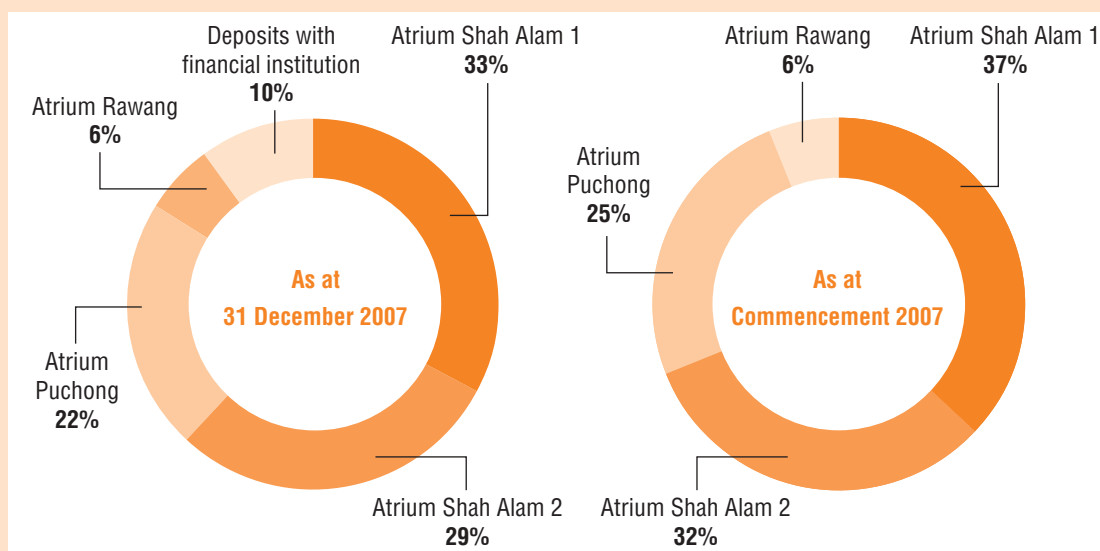 Deposits with
financial institution
10%
Atrium Shah Alam 1
33%
Atrium Rawang
6%
As at
31 December 2007
Atrium
Puchong
22%
Atrium Shah Alam 2
29%
Atrium Rawang
6%
Atrium Shah Alam 1
37%
Atrium
Puchong
25%
As at
Commencement 2007
Atrium Shah Alam 2
32%